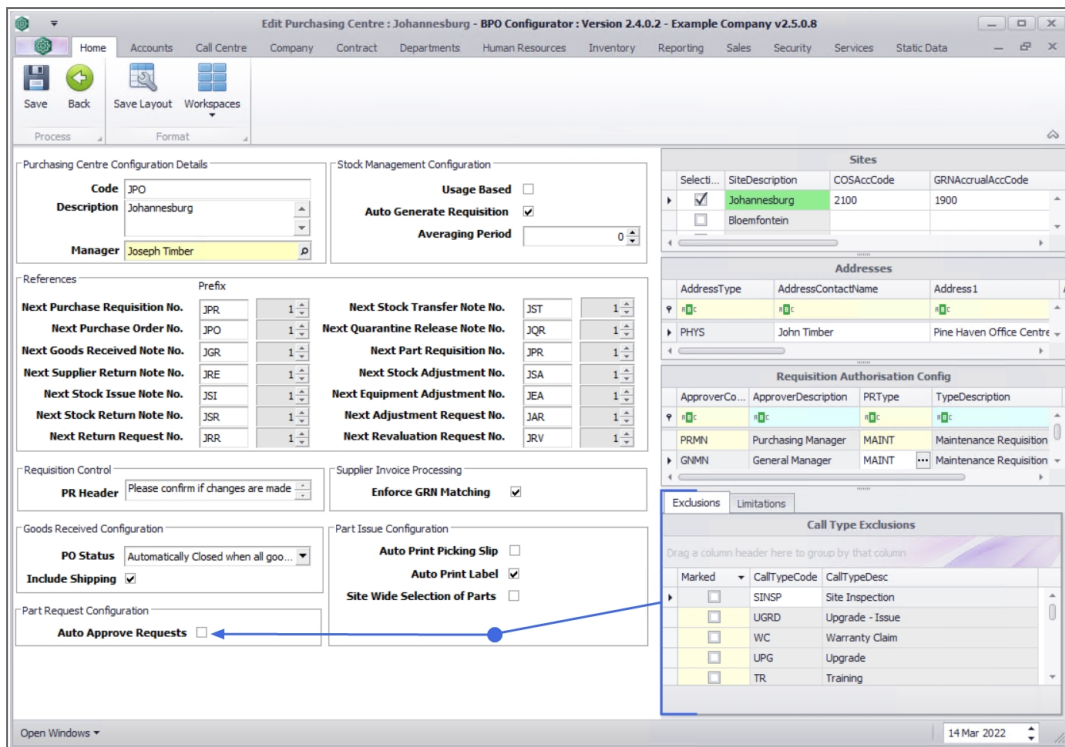 Edit Purchasing Centre : Johannesburg - BPO Configurator : Version 2.4.0.2 - Example Company v2.5.0.8
Home Accounts Call Centre Company Contract Departments Human Resources Inventory Reporting Sales Security Services Static Data
Save Back Save Layout Workspaces
Process Format
Purchasing Centre Configuration Details
Code JPO
Description Johannesburg
Manager Joseph Timber
Stock Management Configuration
Usage Based
Auto Generate Requisition
Averaging Period 0
References
Prefix
Next Purchase Requisition No. JPR 1
Next Purchase Order No. JPO 1
Next Goods Received Note No. JGR 1
Next Supplier Return Note No. JRE 1
Next Stock Issue Note No. JSI 1
Next Stock Return Note No. JSR 1
Next Return Request No. JRR 1
Next Stock Transfer Note No. JST 1
Next Quarantine Release Note No. JQR 1
Next Part Requisition No. JPR 1
Next Stock Adjustment No. JSA 1
Next Equipment Adjustment No. JEA 1
Next Adjustment Request No. JAR 1
Next Revaluation Request No. JRV 1
Requisition Control
PR Header Please confirm if changes are made
Supplier Invoice Processing
Enforce GRN Matching
Goods Received Configuration
PO Status Automatically Closed when all goo...
Include Shipping
Part Issue Configuration
Auto Print Picking Slip
Auto Print Label
Site Wide Selection of Parts
Part Request Configuration
Auto Approve Requests
Sites
Selecti... SiteDescription COSAccCode GRNAccrualAccCode
Johannesburg 2100 1900
Bloemfontein
Addresses
AddressType AddressContactName Address1
PHYS John Timber Pine Haven Office Centre
Requisition Authorisation Config
ApproverCo... ApproverDescription PRType TypeDescription
PRMN Purchasing Manager MAINT Maintenance Requisition
GNMN General Manager MAINT ... Maintenance Requisition
Exclusions Limitations
Call Type Exclusions
Drag a column header here to group by that column
Marked CallTypeCode CallTypeDesc
SINSP Site Inspection
UGRD Upgrade - Issue
WC Warranty Claim
UPG Upgrade
TR Training
Open Windows 14 Mar 2022